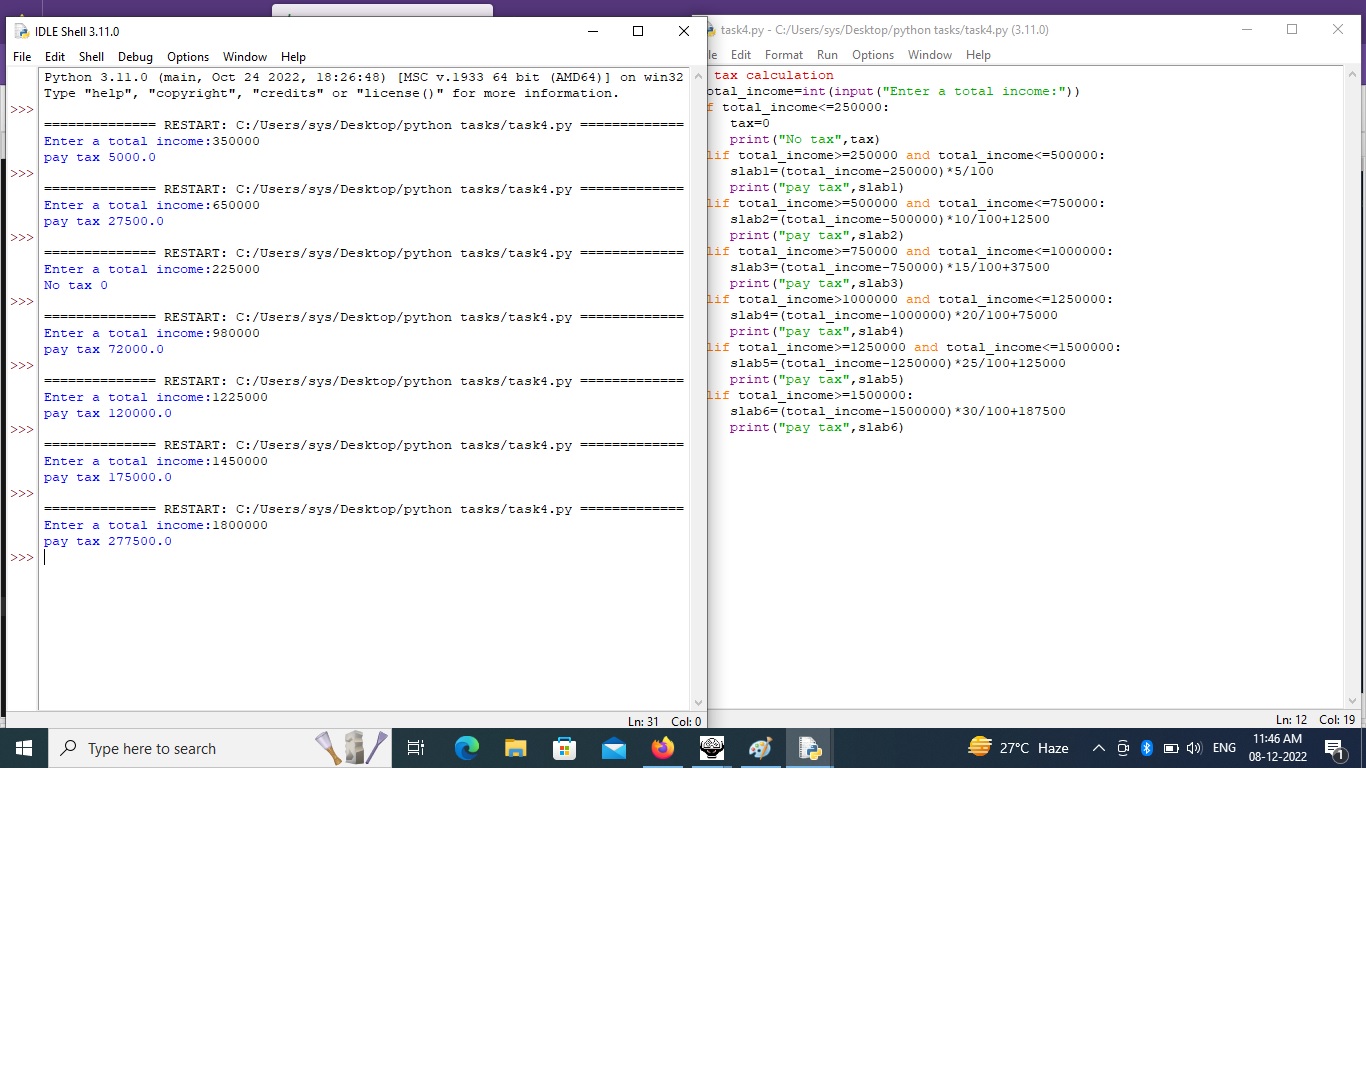 IDLE Shell 3.11.0
File Edit Shell Debug Options Window Help
Python 3.11.0 (main, Oct 24 2022, 18:26:48) [MSC v.1933 64 bit (AMD64)] on win32
Type "help", "copyright", "credits" or "license()" for more information.
>>>
============== RESTART: C:/Users/sys/Desktop/python tasks/task4.py =============
Enter a total income:350000
pay tax 5000.0
>>>
============== RESTART: C:/Users/sys/Desktop/python tasks/task4.py =============
Enter a total income:650000
pay tax 27500.0
>>>
============== RESTART: C:/Users/sys/Desktop/python tasks/task4.py =============
Enter a total income:225000
No tax 0
>>>
============== RESTART: C:/Users/sys/Desktop/python tasks/task4.py =============
Enter a total income:980000
pay tax 72000.0
>>>
============== RESTART: C:/Users/sys/Desktop/python tasks/task4.py =============
Enter a total income:1225000
pay tax 120000.0
>>>
============== RESTART: C:/Users/sys/Desktop/python tasks/task4.py =============
Enter a total income:1450000
pay tax 175000.0
>>>
============== RESTART: C:/Users/sys/Desktop/python tasks/task4.py =============
Enter a total income:1800000
pay tax 277500.0
>>>
Ln: 31 Col: 0
task4.py - C:/Users/sys/Desktop/python tasks/task4.py (3.11.0)
le Edit Format Run Options Window Help
tax calculation
otal_income=int(input("Enter a total income:"))
f total_income<=250000:
tax=0
print("No tax",tax)
lif total_income>=250000 and total_income<=500000:
slab1=(total_income-250000)*5/100
print("pay tax",slab1)
lif total_income>=500000 and total_income<=750000:
slab2=(total_income-500000)*10/100+12500
print("pay tax",slab2)
lif total_income>=750000 and total_income<=1000000:
slab3=(total_income-750000)*15/100+37500
print("pay tax",slab3)
lif total_income>1000000 and total_income<=1250000:
slab4=(total_income-1000000)*20/100+75000
print("pay tax",slab4)
lif total_income>=1250000 and total_income<=1500000:
slab5=(total_income-1250000)*25/100+125000
print("pay tax",slab5)
lif total_income>=1500000:
slab6=(total_income-1500000)*30/100+187500
print("pay tax",slab6)
Ln: 12 Col: 19
Type here to search
27°C Haze
ENG
11:46 AM
08-12-2022
1